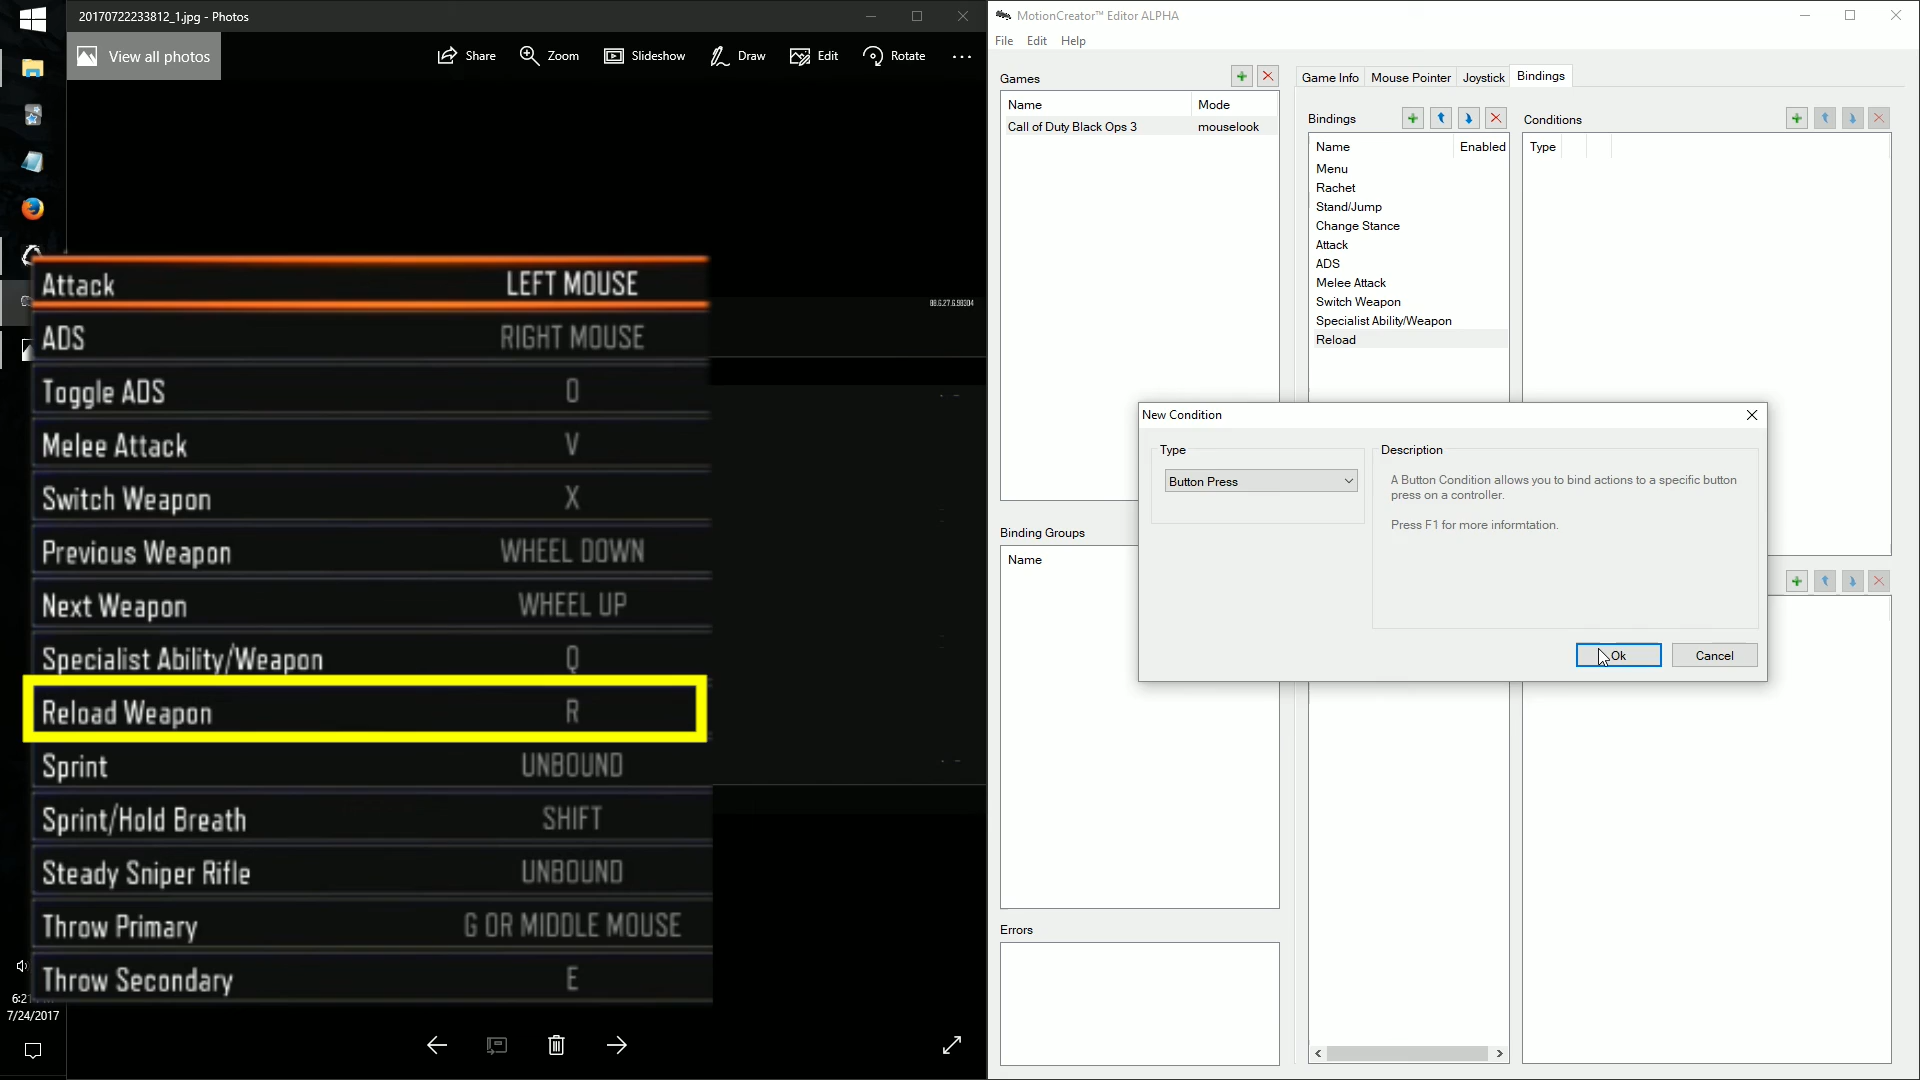 20170722233812_1.jpg - Photos
View all photos
Share
Zoom
Slideshow
Draw
Edit
Rotate
Attack LEFT MOUSE
ADS RIGHT MOUSE
Toggle ADS O
Melee Attack V
Switch Weapon X
Previous Weapon WHEEL DOWN
Next Weapon WHEEL UP
Specialist Ability/Weapon Q
Reload Weapon R
Sprint UNBOUND
Sprint/Hold Breath SHIFT
Steady Sniper Rifle UNBOUND
Throw Primary G OR MIDDLE MOUSE
Throw Secondary E
7/24/2017
MotionCreator™ Editor ALPHA
File Edit Help
Games
Name Mode
Call of Duty Black Ops 3 mouselook
Binding Groups
Name
Errors
Game Info Mouse Pointer Joystick Bindings
Bindings
Name Enabled
Menu
Rachet
Stand/Jump
Change Stance
Attack
ADS
Melee Attack
Switch Weapon
Specialist Ability/Weapon
Reload
Conditions
Type
New Condition
Type
Button Press
Description
A Button Condition allows you to bind actions to a specific button
press on a controller.
Press F1 for more informtation.
Ok
Cancel